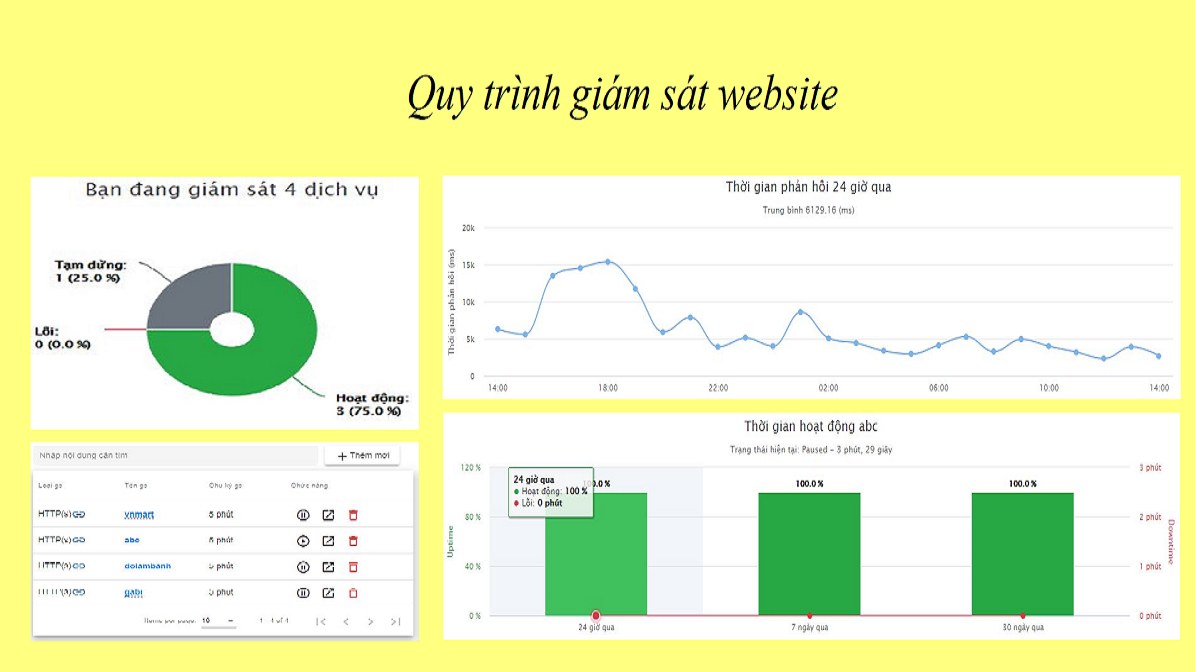 Quy trình giám sát website
Bạn đang giám sát 4 dịch vụ
Tạm dừng:
1 (25.0 %)
Lỗi:
0 (0.0 %)
Hoạt động:
3 (75.0 %)
Thời gian phản hồi 24 giờ qua
Trung bình 6129.16 (ms)
Thời gian phản hồi (ms)
20k
15k
10k
5k
0
14:00 18:00 22:00 02:00 06:00 10:00 14:00
Nhập nội dung cần tìm
+ Thêm mới
Loại gs Tên gs Chu kỳ gs Chức năng
HTTP(s) vnmart 5 phút
HTTP(s) abc 5 phút
HTTP(s) dolambanh 5 phút
HTTP(s) gabi 5 phút
Items per page: 10 1 - 4 of 4
Thời gian hoạt động abc
Trạng thái hiện tại: Paused – 3 phút, 29 giây
Uptime
120 %
80 %
40 %
0 %
24 giờ qua
Hoạt động: 100 %
Lỗi: 0 phút
100.0 % 100.0 %
3 phút
2 phút
1 phút
0 phút
Downtime
24 giờ qua 7 ngày qua 30 ngày qua